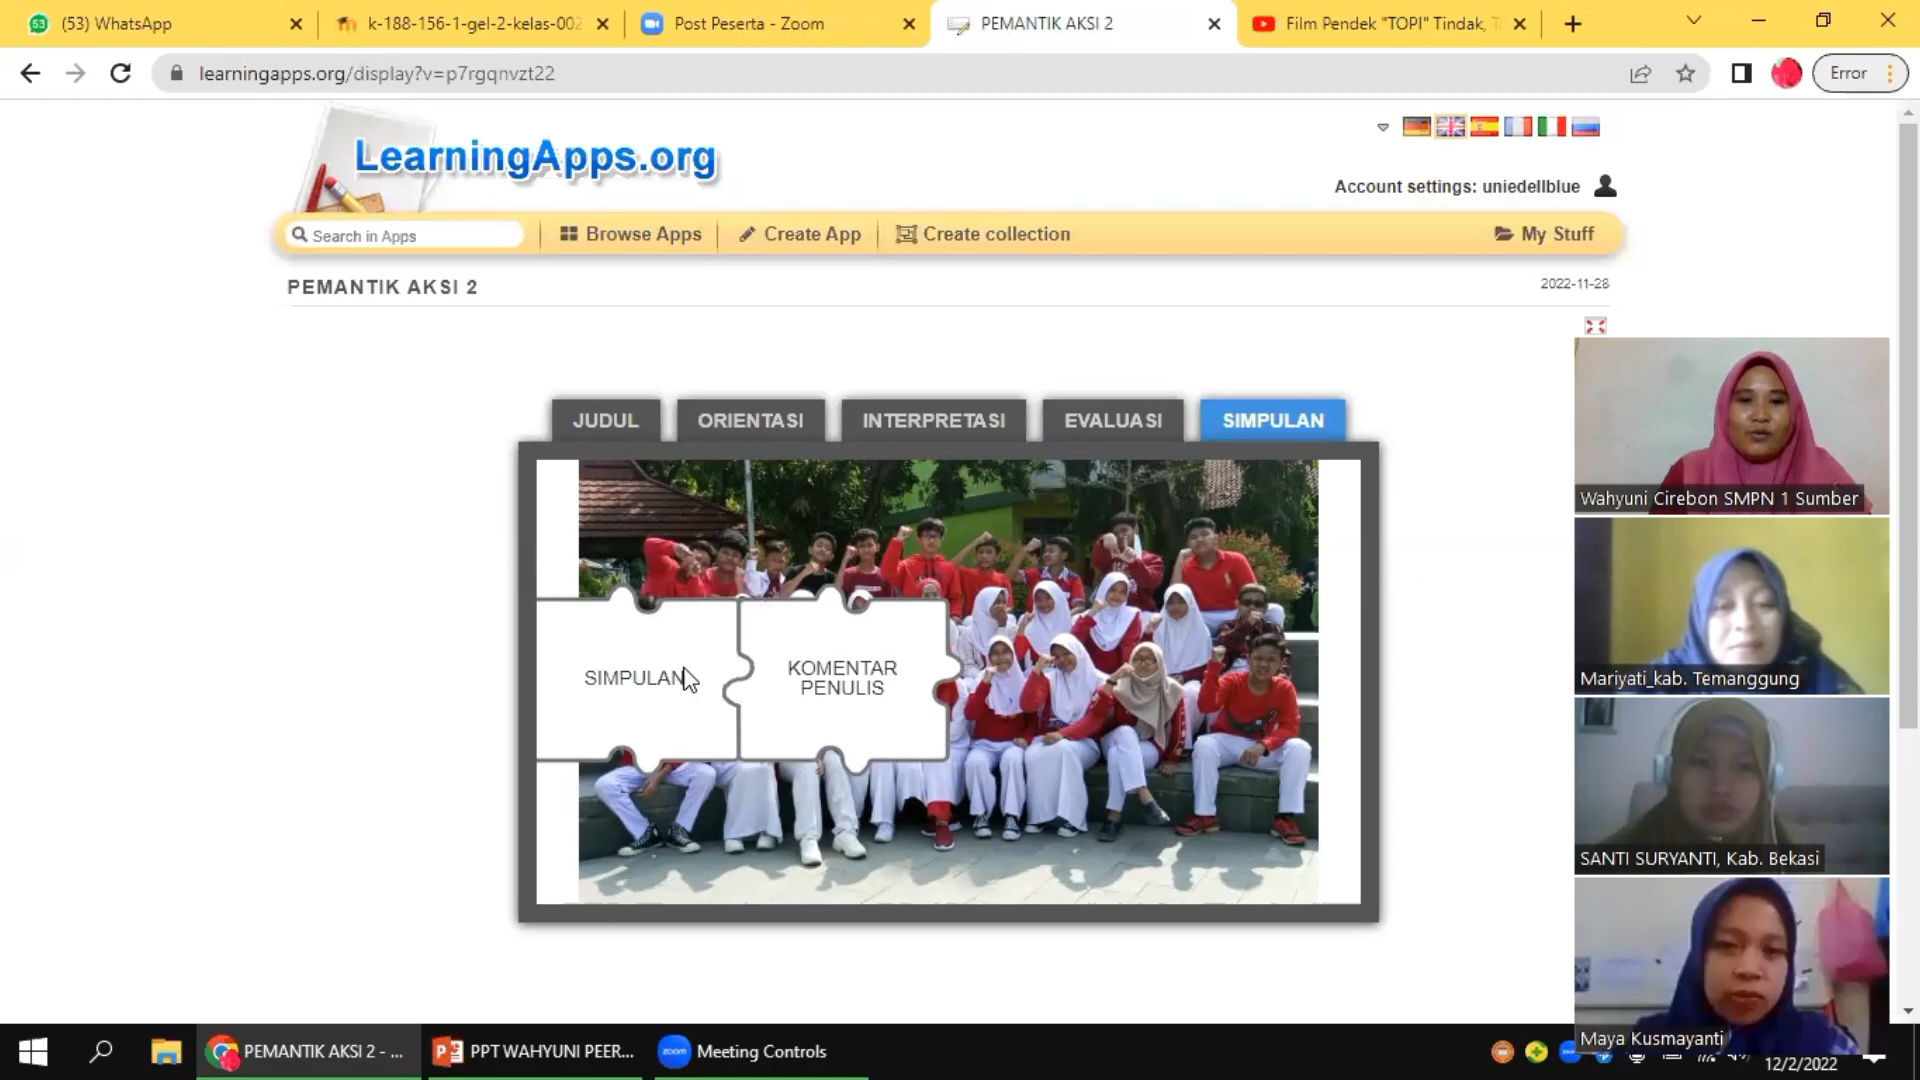 (53) WhatsApp
k-188-156-1-gel-2-kelas-002
Post Peserta - Zoom
PEMANTIK AKSI 2
Film Pendek "TOPI" Tindak,
learningapps.org/display?v=p7rgqnvzt22
Error
LearningApps.org
Account settings: uniedellblue
Search in Apps
Browse Apps
Create App
Create collection
My Stuff
PEMANTIK AKSI 2
2022-11-28
JUDUL
ORIENTASI
INTERPRETASI
EVALUASI
SIMPULAN
SIMPULAN
KOMENTAR
PENULIS
Wahyuni Cirebon SMPN 1 Sumber
Mariyati_kab. Temanggung
SANTI SURYANTI, Kab. Bekasi
Maya Kusmayanti
PEMANTIK AKSI 2 - ...
PPT WAHYUNI PEER...
zoom
Meeting Controls
12/2/2022